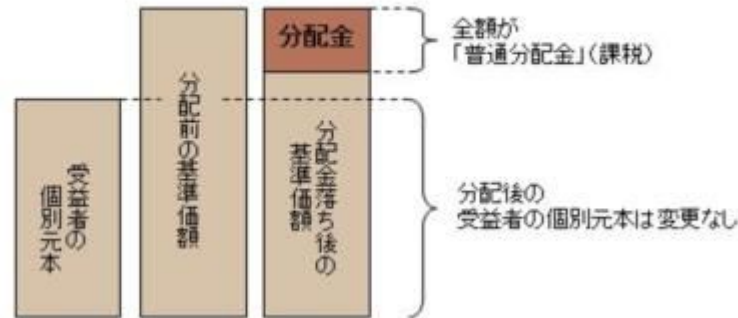 受益者の
個別元本
分配前の基準価額
分配金
分配金落ち後の
基準価額
全額が
「普通分配金」(課税)
分配後の
受益者の個別元本は変更なし